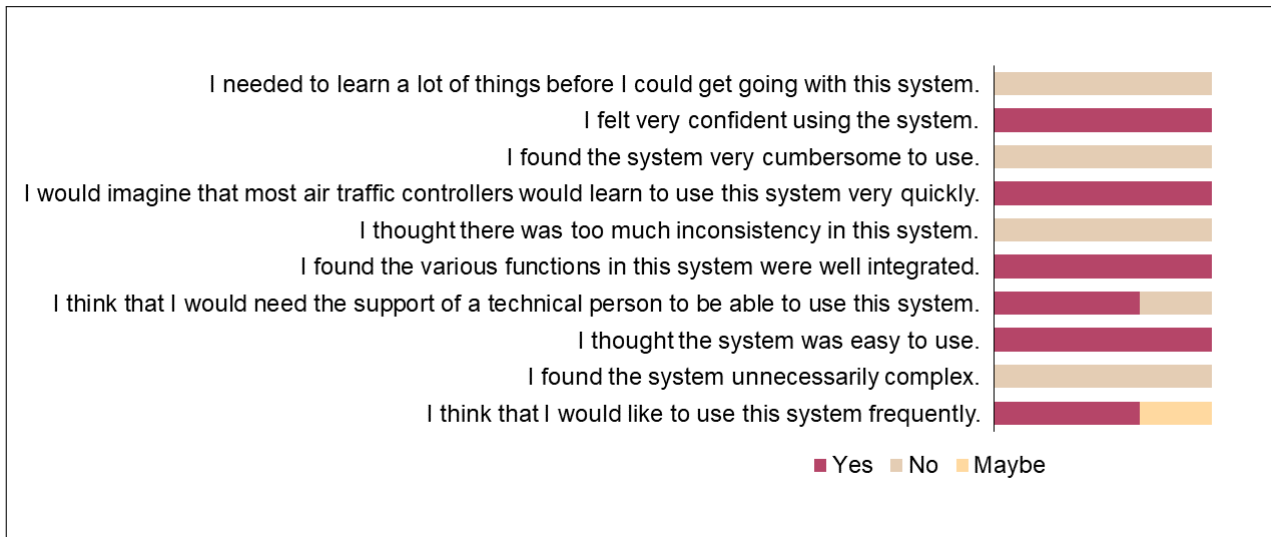 I needed to learn a lot of things before I could get going with this system.
I felt very confident using the system.
I found the system very cumbersome to use.
I would imagine that most air traffic controllers would learn to use this system very quickly.
I thought there was too much inconsistency in this system.
I found the various functions in this system were well integrated.
I think that I would need the support of a technical person to be able to use this system.
I thought the system was easy to use.
I found the system unnecessarily complex.
I think that I would like to use this system frequently.
Yes No Maybe